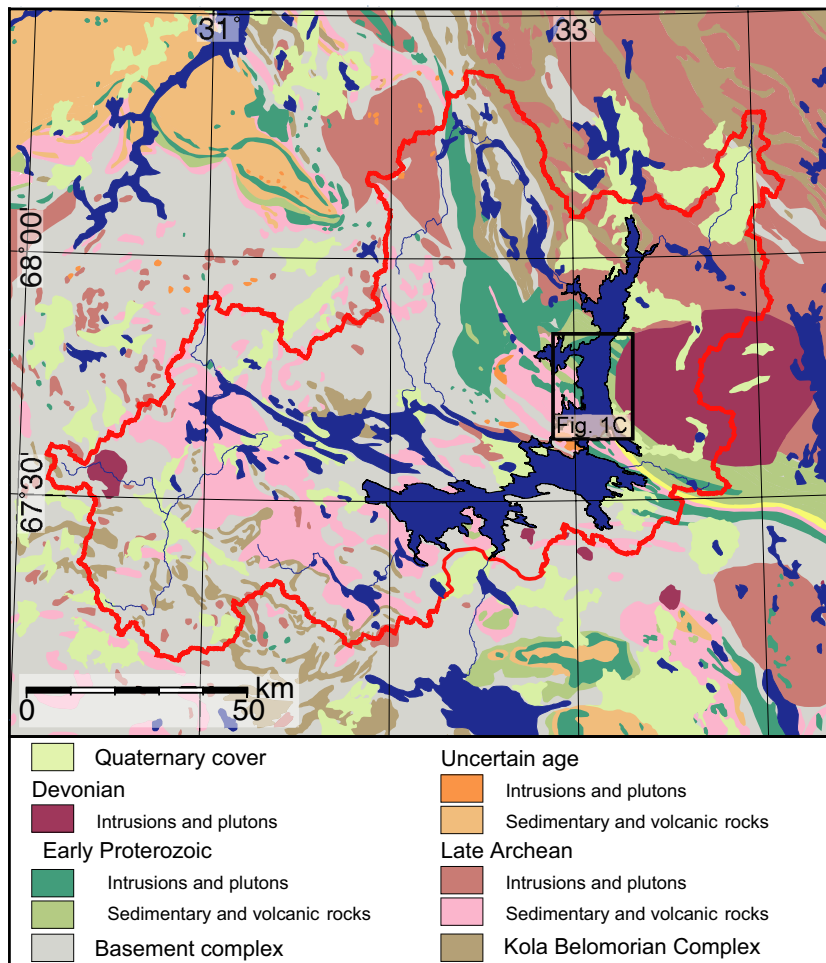 31°
33°
68°00'
67°30'
Fig. 1C
km
0 50
Quaternary cover
Devonian
Intrusions and plutons
Early Proterozoic
Intrusions and plutons
Sedimentary and volcanic rocks
Basement complex
Uncertain age
Intrusions and plutons
Sedimentary and volcanic rocks
Late Archean
Intrusions and plutons
Sedimentary and volcanic rocks
Kola Belomorian Complex